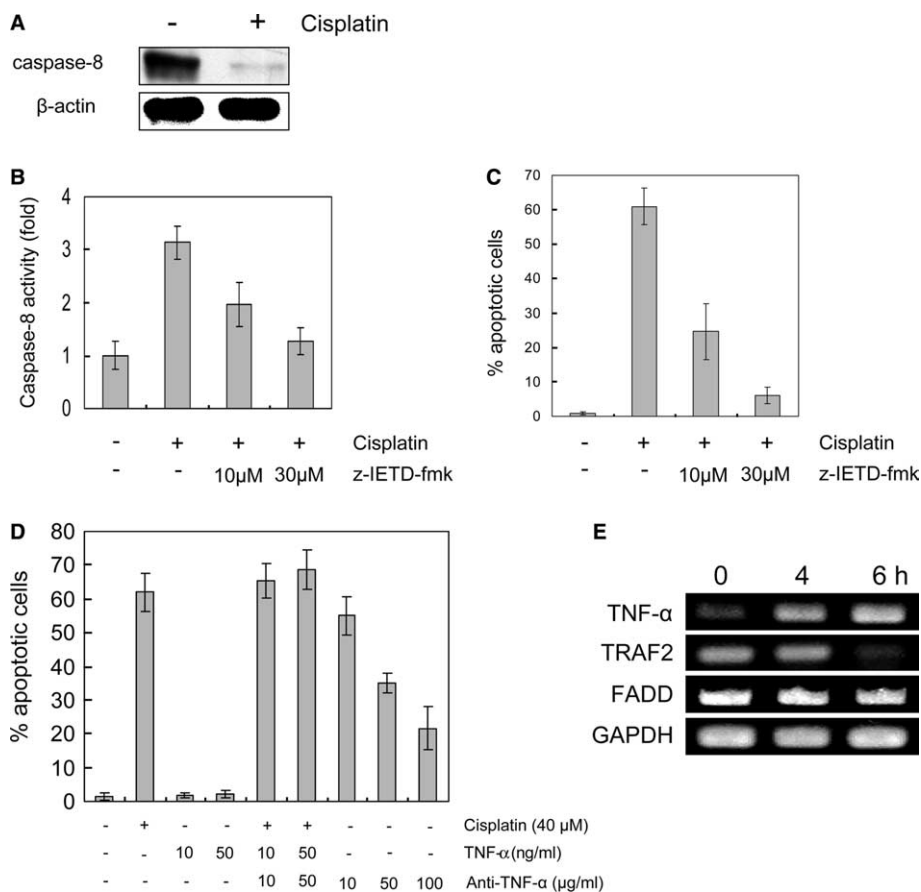 A
- + Cisplatin
caspase-8
β-actin
B
Caspase-8 activity (fold)
4
3
2
1
0
- + + + Cisplatin
- - 10μM 30μM z-IETD-fmk
C
% apoptotic cells
70
60
50
40
30
20
10
0
- + + + Cisplatin
- - 10μM 30μM z-IETD-fmk
D
% apoptotic cells
80
70
60
50
40
30
20
10
0
- + - - + + - - - Cisplatin (40 μM)
- - 10 50 10 50 - - - TNF-α (ng/ml)
- - - - 10 50 10 50 100 Anti-TNF-α (μg/ml)
E
0 4 6 h
TNF-α
TRAF2
FADD
GAPDH